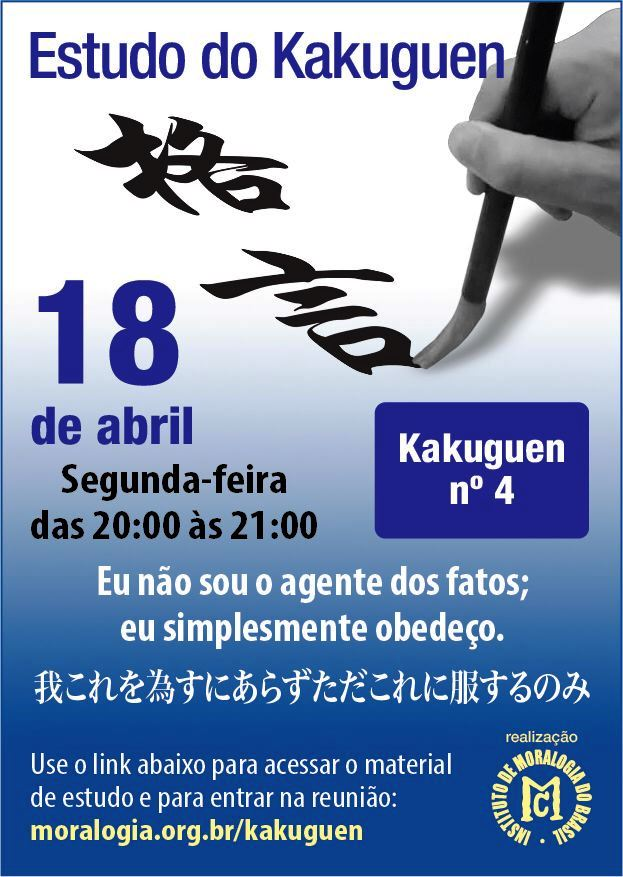 Estudo do Kakuguen
格
言
18
de abril
Segunda-feira
das 20:00 às 21:00
Kakuguen
nº 4
Eu não sou o agente dos fatos;
eu simplesmente obedeço.
我これを為すにあらずただこれに服するのみ
Use o link abaixo para acessar o material
de estudo e para entrar na reunião:
moralogia.org.br/kakuguen
realização
INSTITUTO DE MORALOGIA DO BRASIL •